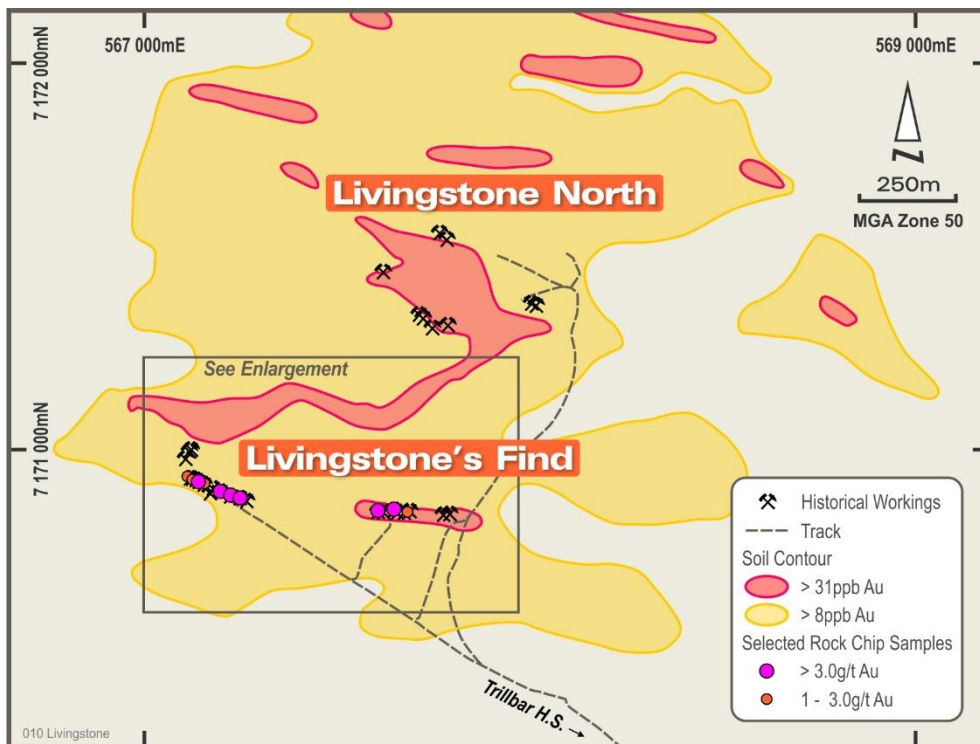 567 000mE
569 000mE
7 172 000mN
Z
250m
MGA Zone 50
Livingstone North
See Enlargement
7 171 000mN
Livingstone's Find
Historical Workings
Track
Soil Contour
> 31ppb Au
> 8ppb Au
Selected Rock Chip Samples
> 3.0g/t Au
1 - 3.0g/t Au
Trillbar H.S.
010 Livingstone